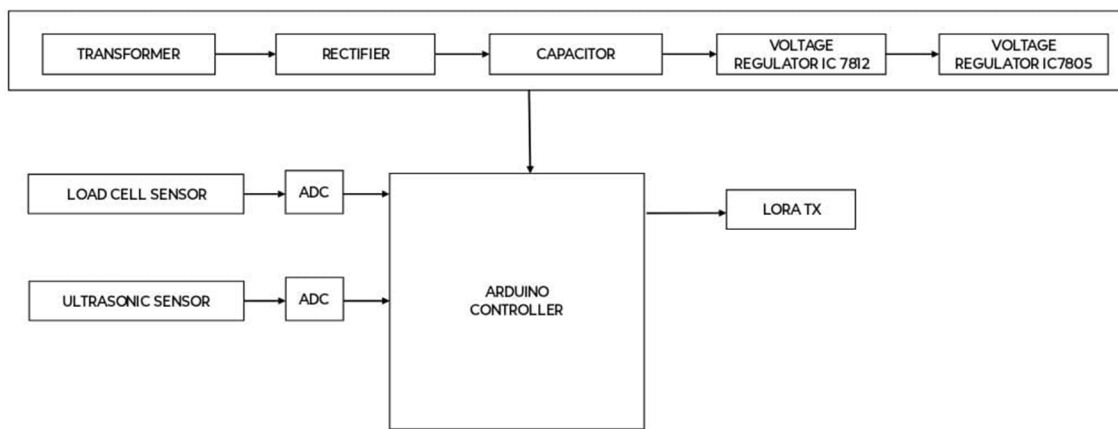 TRANSFORMER
RECTIFIER
CAPACITOR
VOLTAGE
REGULATOR IC 7812
VOLTAGE
REGULATOR IC7805
LOAD CELL SENSOR
ADC
LORA TX
ULTRASONIC SENSOR
ADC
ARDUINO
CONTROLLER